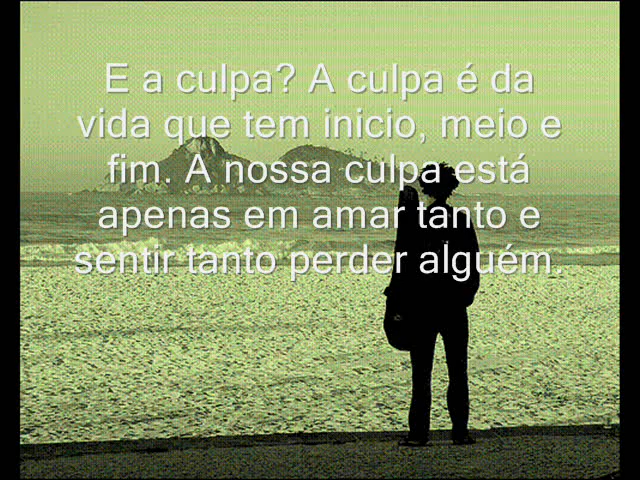 E a culpa? A culpa é da
vida que tem inicio, meio e
fim. A nossa culpa está
apenas em amar tanto e
sentir tanto perder alguém.